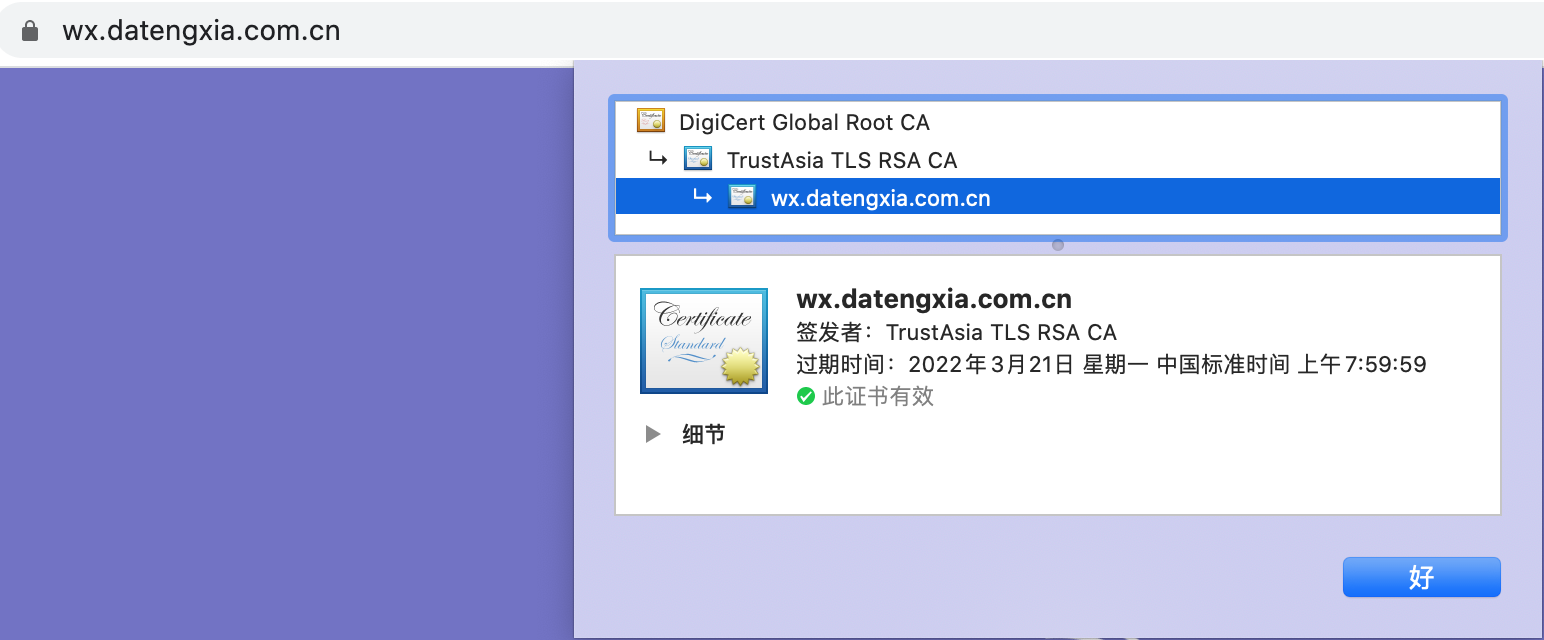 wx.datengxia.com.cn
DigiCert Global Root CA
TrustAsia TLS RSA CA
wx.datengxia.com.cn
Certificate
Standard
wx.datengxia.com.cn
签发者：TrustAsia TLS RSA CA
过期时间：2022年3月21日 星期一 中国标准时间 上午7:59:59
此证书有效
细节
好